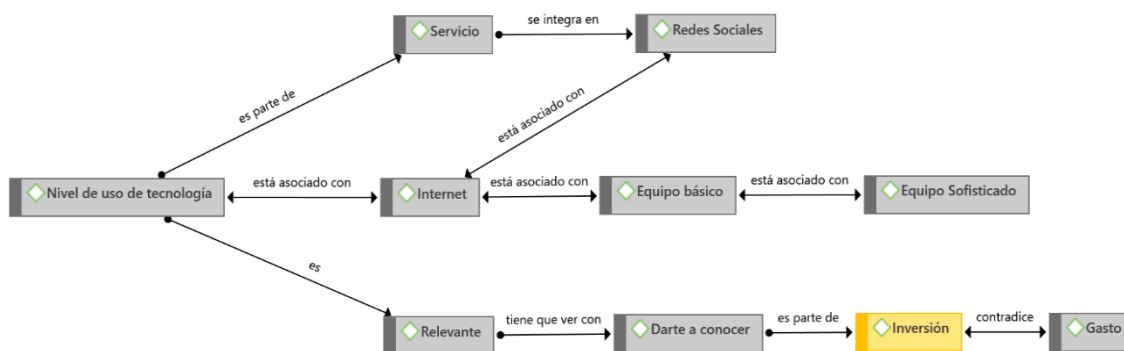 Servicio
se integra en
Redes Sociales
es parte de
está asociado con
Nivel de uso de tecnología
está asociado con
Internet
está asociado con
Equipo básico
está asociado con
Equipo Sofisticado
es
Relevante
tiene que ver con
Darte a conocer
es parte de
Inversión
contradice
Gasto